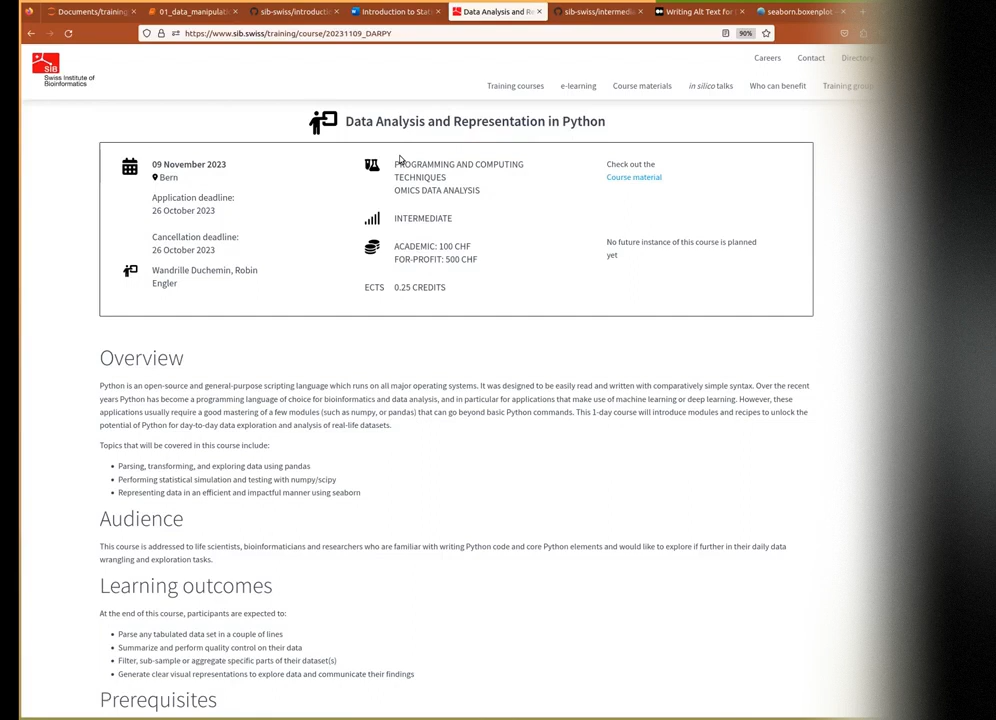 Documents/training
01_data_manipulati
sib-swiss/introducti
Introduction to Stat
Data Analysis and Re
sib-swiss/intermedia
Writing Alt Text for D
seaborn.boxenplot
https://www.sib.swiss/training/course/20231109_DARPY
90%
Careers
Contact
Directory
SIB
Swiss Institute of
Bioinformatics
Training courses
e-learning
Course materials
in silico talks
Who can benefit
Training group
Data Analysis and Representation in Python
09 November 2023
Bern
Application deadline:
26 October 2023
Cancellation deadline:
26 October 2023
Wandrille Duchemin, Robin
Engler
PROGRAMMING AND COMPUTING
TECHNIQUES
OMICS DATA ANALYSIS
INTERMEDIATE
ACADEMIC: 100 CHF
FOR-PROFIT: 500 CHF
ECTS 0.25 CREDITS
Check out the
Course material
No future instance of this course is planned
yet
Overview
Python is an open-source and general-purpose scripting language which runs on all major operating systems. It was designed to be easily read and written with comparatively simple syntax. Over the recent
years Python has become a programming language of choice for bioinformatics and data analysis, and in particular for applications that make use of machine learning or deep learning. However, these
applications usually require a good mastering of a few modules (such as numpy, or pandas) that can go beyond basic Python commands. This 1-day course will introduce modules and recipes to unlock the
potential of Python for day-to-day data exploration and analysis of real-life datasets.
Topics that will be covered in this course include:
• Parsing, transforming, and exploring data using pandas
• Performing statistical simulation and testing with numpy/scipy
• Representing data in an efficient and impactful manner using seaborn
Audience
This course is addressed to life scientists, bioinformaticians and researchers who are familiar with writing Python code and core Python elements and would like to explore if further in their daily data
wrangling and exploration tasks.
Learning outcomes
At the end of this course, participants are expected to:
• Parse any tabulated data set in a couple of lines
• Summarize and perform quality control on their data
• Filter, sub-sample or aggregate specific parts of their dataset(s)
• Generate clear visual representations to explore data and communicate their findings
Prerequisites